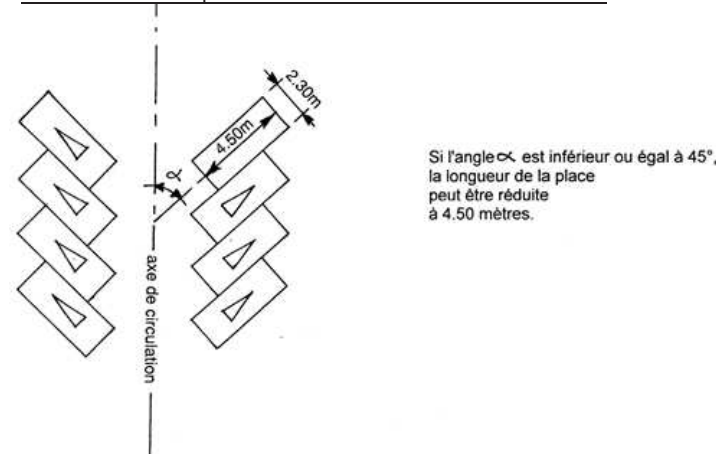 2.30m
4.50m
α
axe de circulation
Si l'angle α est inférieur ou égal à 45°,
la longueur de la place
peut être réduite
à 4.50 mètres.